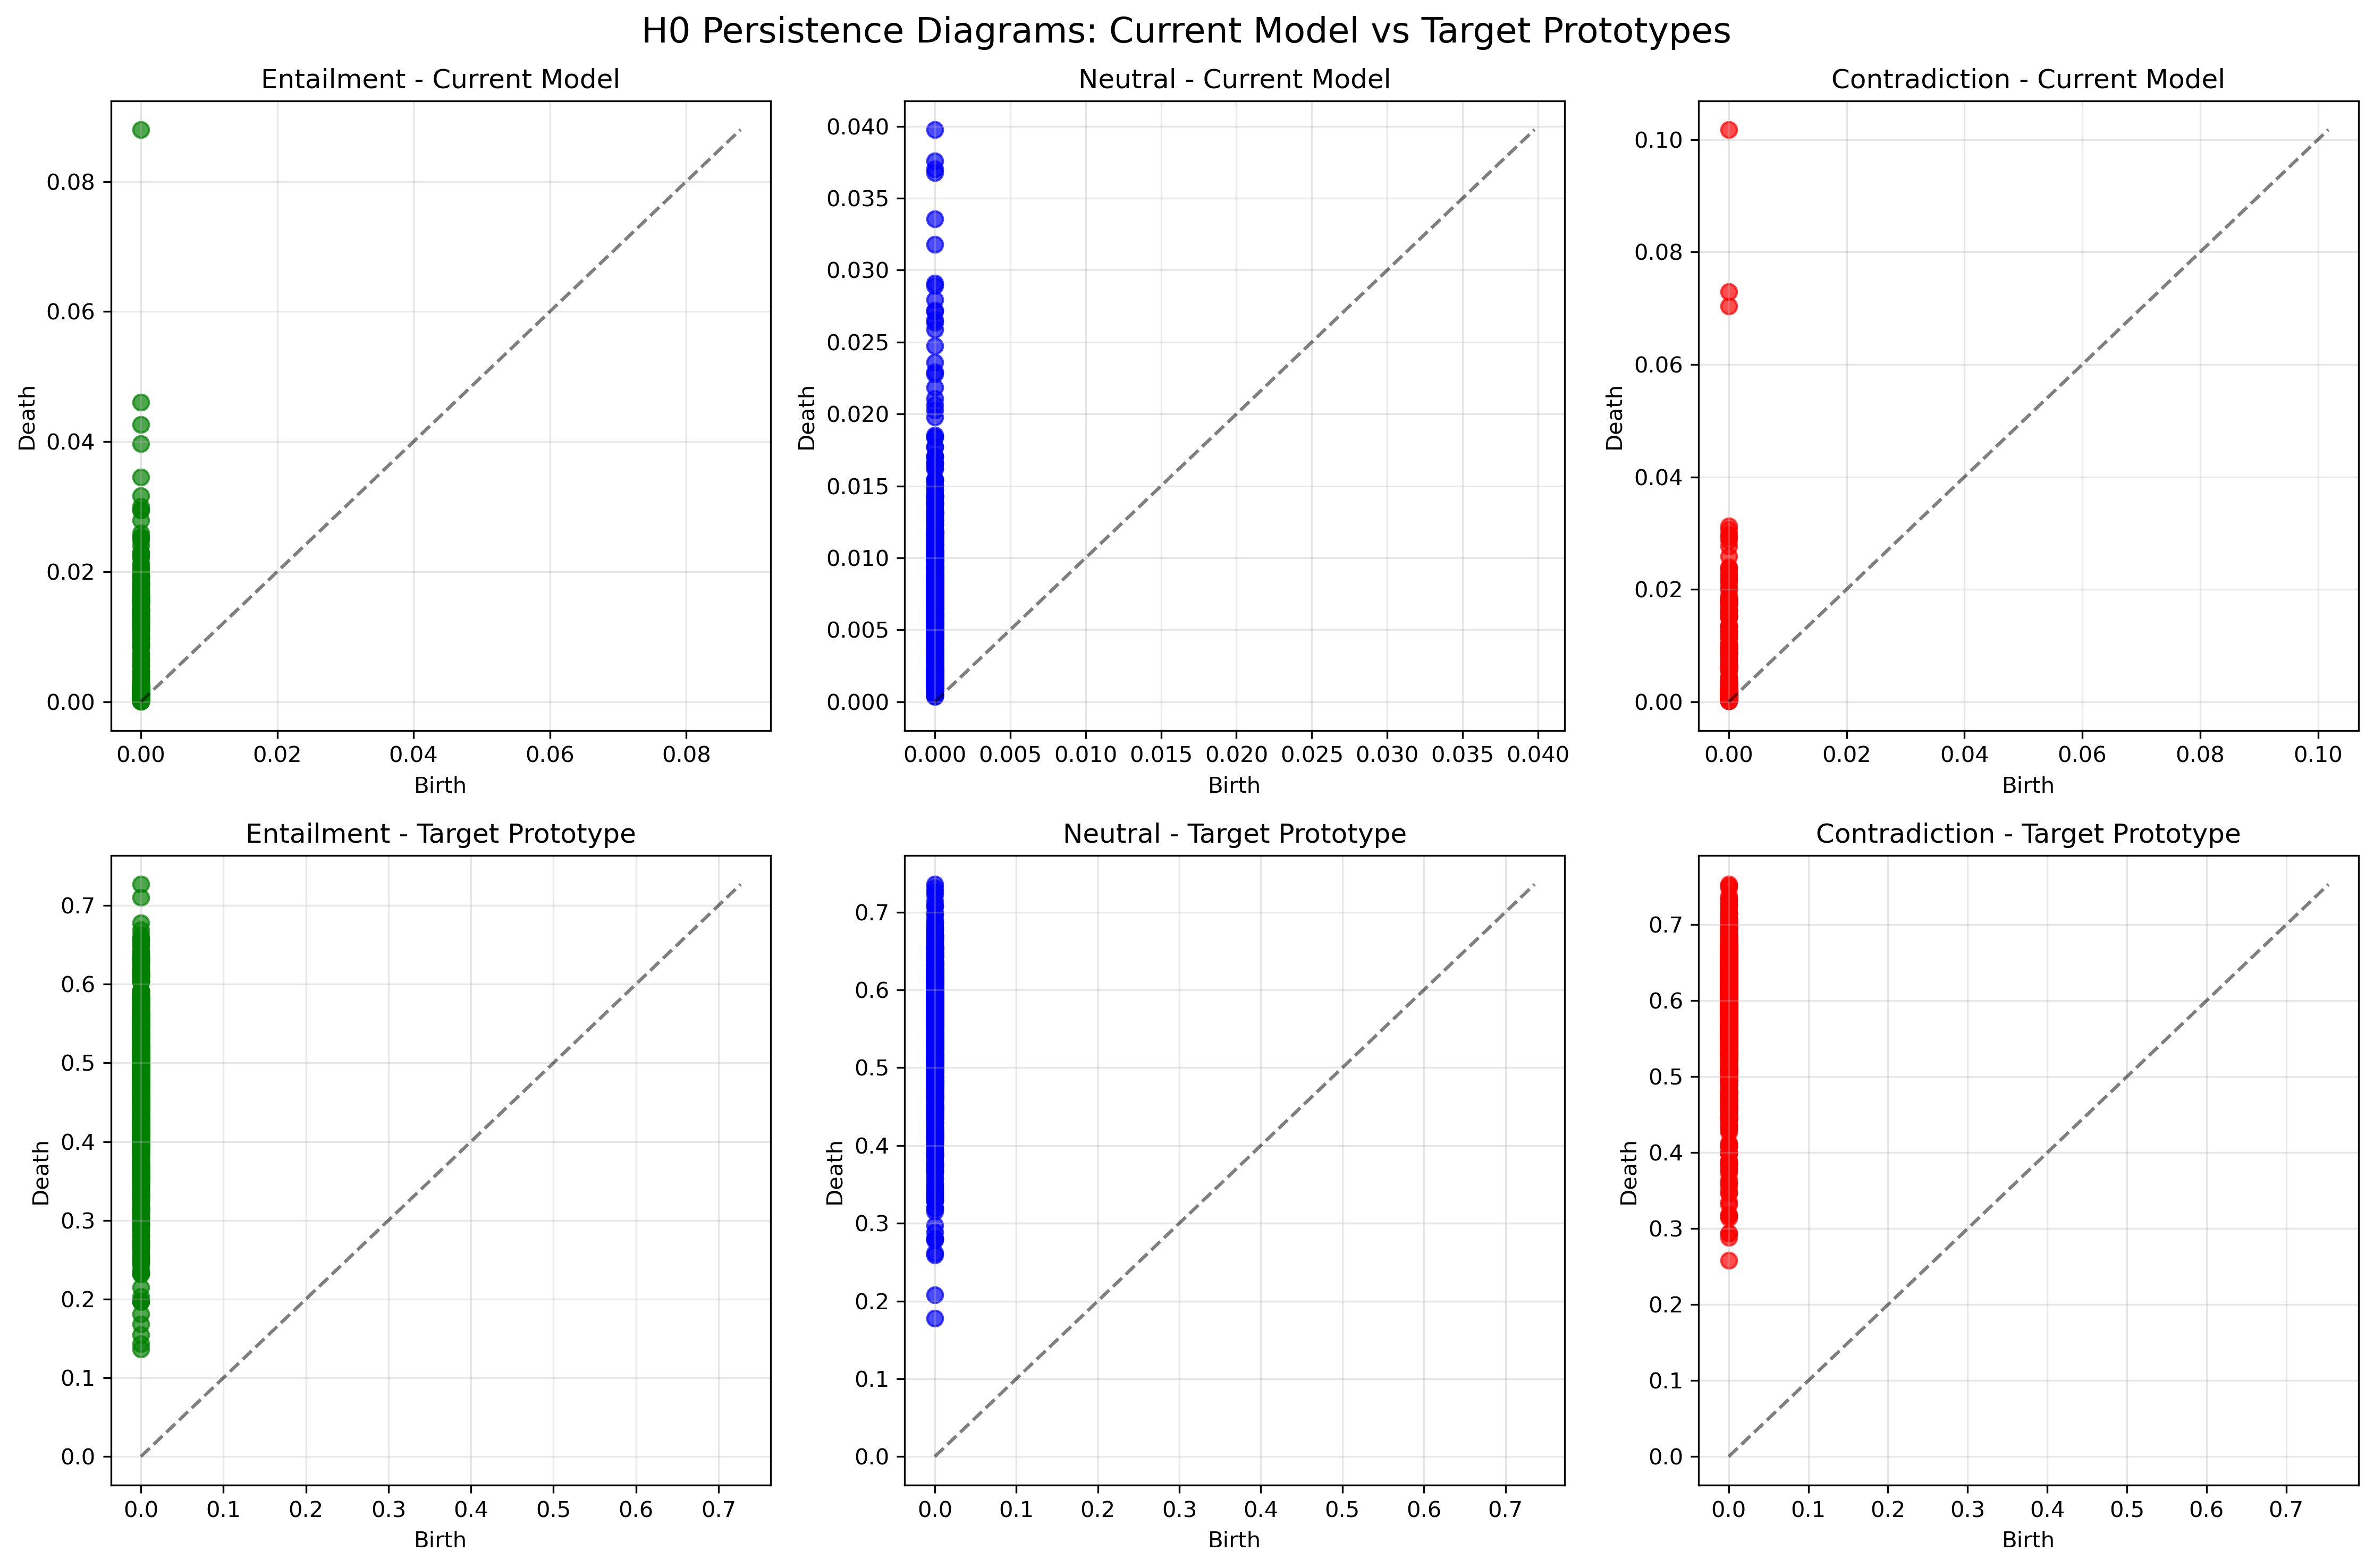 H0 Persistence Diagrams: Current Model vs Target Prototypes
Entailment - Current Model
Death
0.08
0.06
0.04
0.02
0.00
0.00 0.02 0.04 0.06 0.08
Birth
Neutral - Current Model
Death
0.040
0.035
0.030
0.025
0.020
0.015
0.010
0.005
0.000
0.000 0.005 0.010 0.015 0.020 0.025 0.030 0.035 0.040
Birth
Contradiction - Current Model
Death
0.10
0.08
0.06
0.04
0.02
0.00
0.00 0.02 0.04 0.06 0.08 0.10
Birth
Entailment - Target Prototype
Death
0.7
0.6
0.5
0.4
0.3
0.2
0.1
0.0
0.0 0.1 0.2 0.3 0.4 0.5 0.6 0.7
Birth
Neutral - Target Prototype
Death
0.7
0.6
0.5
0.4
0.3
0.2
0.1
0.0
0.0 0.1 0.2 0.3 0.4 0.5 0.6 0.7
Birth
Contradiction - Target Prototype
Death
0.7
0.6
0.5
0.4
0.3
0.2
0.1
0.0
0.0 0.1 0.2 0.3 0.4 0.5 0.6 0.7
Birth